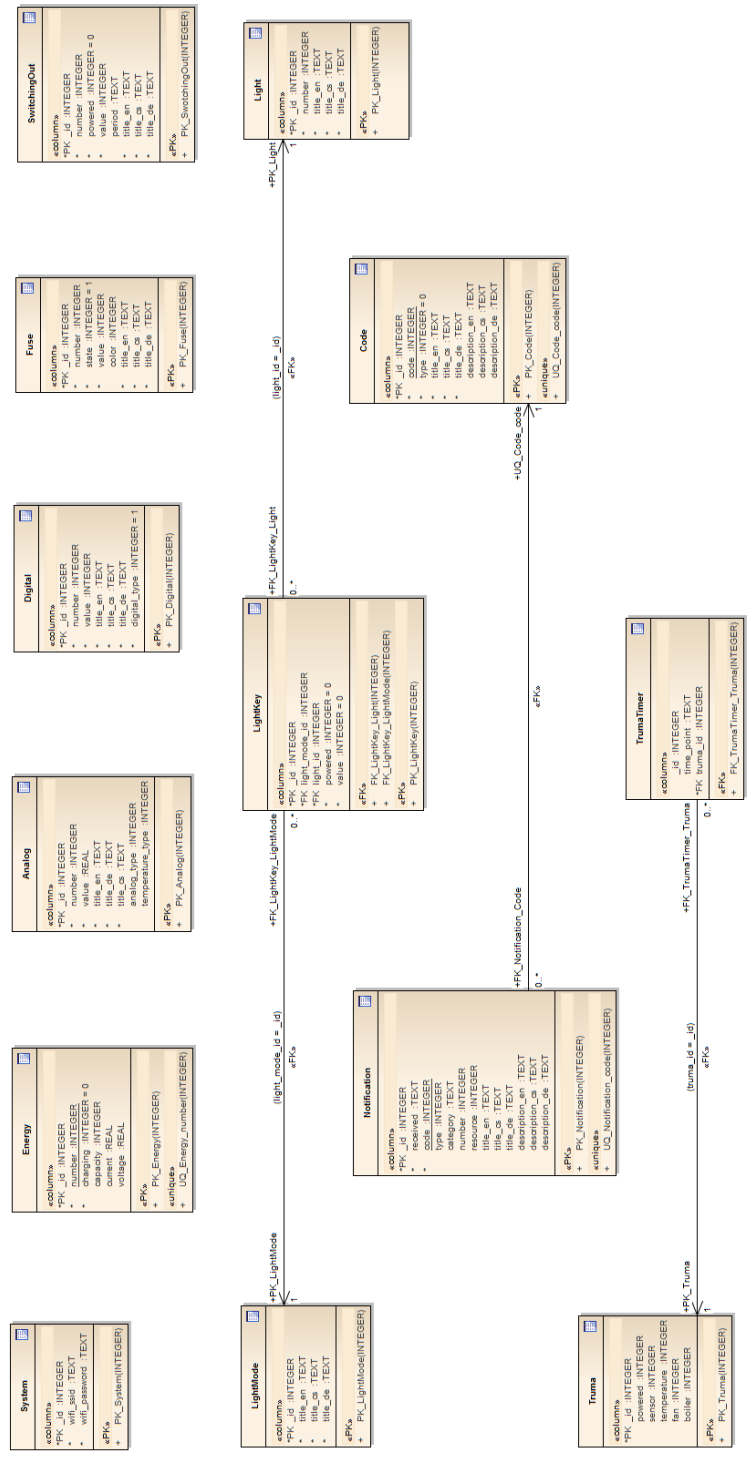 System
«column»
*PK _id :INTEGER
* wifi_ssid :TEXT
* wifi_password :TEXT
«PK»
+ PK_System(INTEGER)
Energy
«column»
*PK _id :INTEGER
* number :INTEGER
* charging :INTEGER = 0
capacity :INTEGER
current :REAL
voltage :REAL
«PK»
+ PK_Energy(INTEGER)
«unique»
+ UQ_Energy_number(INTEGER)
Analog
«column»
*PK _id :INTEGER
* number :INTEGER
* value :REAL
* title_en :TEXT
* title_de :TEXT
* title_cs :TEXT
analog_type :INTEGER
temperature_type :INTEGER
«PK»
+ PK_Analog(INTEGER)
Digital
«column»
*PK _id :INTEGER
* number :INTEGER
* value :INTEGER
* title_en :TEXT
* title_cs :TEXT
* title_de :TEXT
* digital_type :INTEGER = 1
«PK»
+ PK_Digital(INTEGER)
Fuse
«column»
*PK _id :INTEGER
* number :INTEGER
* state :INTEGER = 1
* value :INTEGER
* color :INTEGER
* title_en :TEXT
* title_cs :TEXT
* title_de :TEXT
«PK»
+ PK_Fuse(INTEGER)
SwitchingOut
«column»
*PK _id :INTEGER
* number :INTEGER
* powered :INTEGER = 0
* value :INTEGER
period :TEXT
* title_en :TEXT
* title_cs :TEXT
* title_de :TEXT
«PK»
+ PK_SwotchingOut(INTEGER)
LightMode
«column»
*PK _id :INTEGER
* title_en :TEXT
* title_cs :TEXT
* title_de :TEXT
«PK»
+ PK_LightMode(INTEGER)
+PK_LightMode
1
(light_mode_id = _id)
«FK»
+FK_LightKey_LightMode
0..*
LightKey
«column»
*PK _id :INTEGER
*FK light_mode_id :INTEGER
*FK light_id :INTEGER
* powered :INTEGER = 0
* value :INTEGER = 0
«FK»
+ FK_LightKey_Light(INTEGER)
+ FK_LightKey_LightMode(INTEGER)
«PK»
+ PK_LightKey(INTEGER)
+FK_LightKey_Light
0..*
(light_id = _id)
«FK»
+PK_Light
1
Light
«column»
*PK _id :INTEGER
* number :INTEGER
* title_en :TEXT
* title_cs :TEXT
* title_de :TEXT
«PK»
+ PK_Light(INTEGER)
Notification
«column»
*PK _id :INTEGER
* received :TEXT
* code :INTEGER
type :INTEGER
category :TEXT
number :INTEGER
resource :INTEGER
title_en :TEXT
title_cs :TEXT
title_de :TEXT
description_en :TEXT
description_cs :TEXT
description_de :TEXT
«PK»
+ PK_Notification(INTEGER)
«unique»
+ UQ_Notification_code(INTEGER)
+FK_Notification_Code
0..*
«FK»
+UQ_Code_code
1
Code
«column»
*PK _id :INTEGER
* code :INTEGER
* type :INTEGER = 0
* title_en :TEXT
* title_cs :TEXT
* title_de :TEXT
description_en :TEXT
description_cs :TEXT
description_de :TEXT
«PK»
+ PK_Code(INTEGER)
«unique»
+ UQ_Code_code(INTEGER)
Truma
«column»
*PK _id :INTEGER
powered :INTEGER
sensor :INTEGER
temperature :INTEGER
fan :INTEGER
boiler :INTEGER
«PK»
+ PK_Truma(INTEGER)
+PK_Truma
1
(truma_id = _id)
«FK»
+FK_TrumaTimer_Truma
0..*
TrumaTimer
«column»
_id :INTEGER
time_point :TEXT
*FK truma_id :INTEGER
«FK»
+ FK_TrumaTimer_Truma(INTEGER)